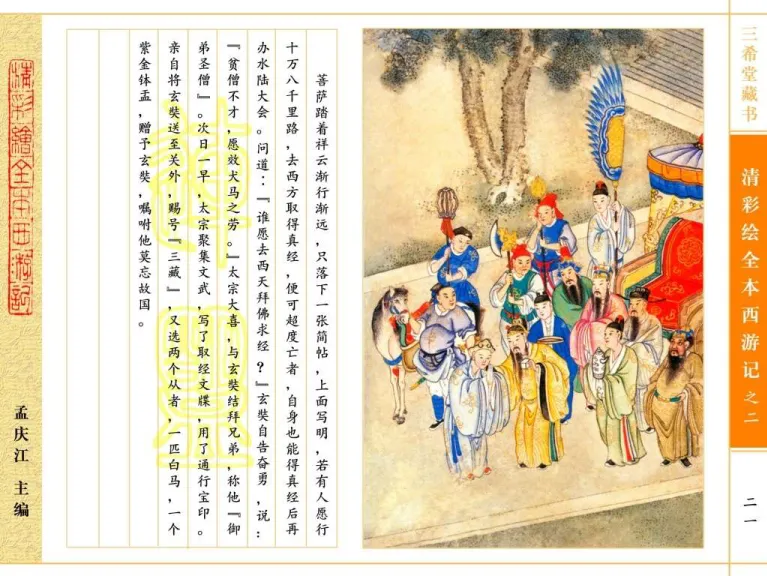 三希堂藏书
清彩绘全本西游记之二
二一
菩萨踏着祥云渐行渐远，只落下一张简帖，上面写明，若有人愿行
十万八千里路，去西方取得真经，便可超度亡者，自身也能得真经后再
办水陆大会。问道：『谁愿去西天拜佛求经？』玄奘自告奋勇，说：
『贫僧不才，愿效犬马之劳。』太宗大喜，与玄奘结拜兄弟，称他『御
弟圣僧』。次日一早，太宗聚集文武，写了取经文牒，用了通行宝印。
亲自将玄奘送至关外，赐号『三藏』，又选两个从者，一匹白马，一个
紫金钵盂，赠予玄奘，嘱咐他莫忘故国。
清彩繪全本西游記
孟庆江 主编